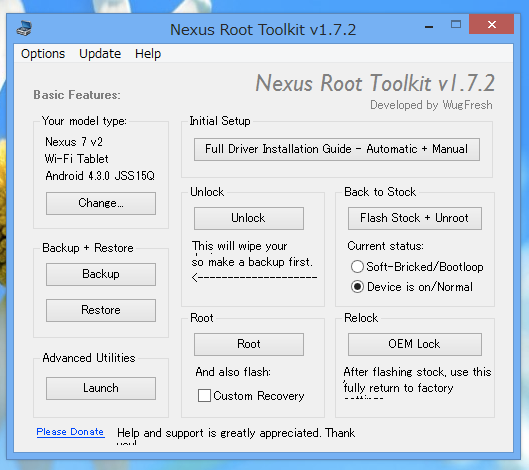 Nexus Root Toolkit v1.7.2
Options Update Help
Nexus Root Toolkit v1.7.2
Developed by WugFresh
Basic Features:
Your model type:
Nexus 7 v2
Wi-Fi Tablet
Android 4.3.0 JSS15Q
Change...
Initial Setup
Full Driver Installation Guide - Automatic + Manual
Unlock
Unlock
This will wipe your
so make a backup first.
<--------------------
Back to Stock
Flash Stock + Unroot
Current status:
Soft-Bricked/Bootloop
Device is on/Normal
Backup + Restore
Backup
Restore
Root
Root
And also flash:
Custom Recovery
Relock
OEM Lock
After flashing stock, use this
fully return to factory
settings
Advanced Utilities
Launch
Please Donate Help and support is greatly appreciated. Thank
you!